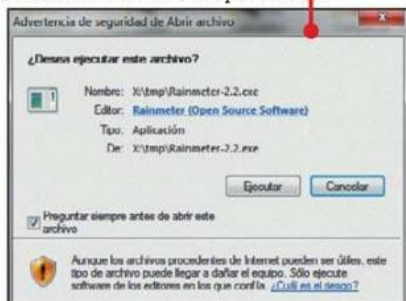 Advertencia de seguridad de Abrir archivo
¿Desea ejecutar este archivo?
Nombre: X:\tmp\Rainmeter-2.2.exe
Editor: Rainmeter (Open Source Software)
Tipo: Aplicación
De: X:\tmp\Rainmeter-2.2.exe
Ejecutar Cancelar
Preguntar siempre antes de abrir este
archivo
Aunque los archivos procedentes de Internet pueden ser útiles, este
tipo de archivo puede llegar a dañar el equipo. Sólo ejecute
software de los editores en los que confía. ¿Cuál es el riesgo?